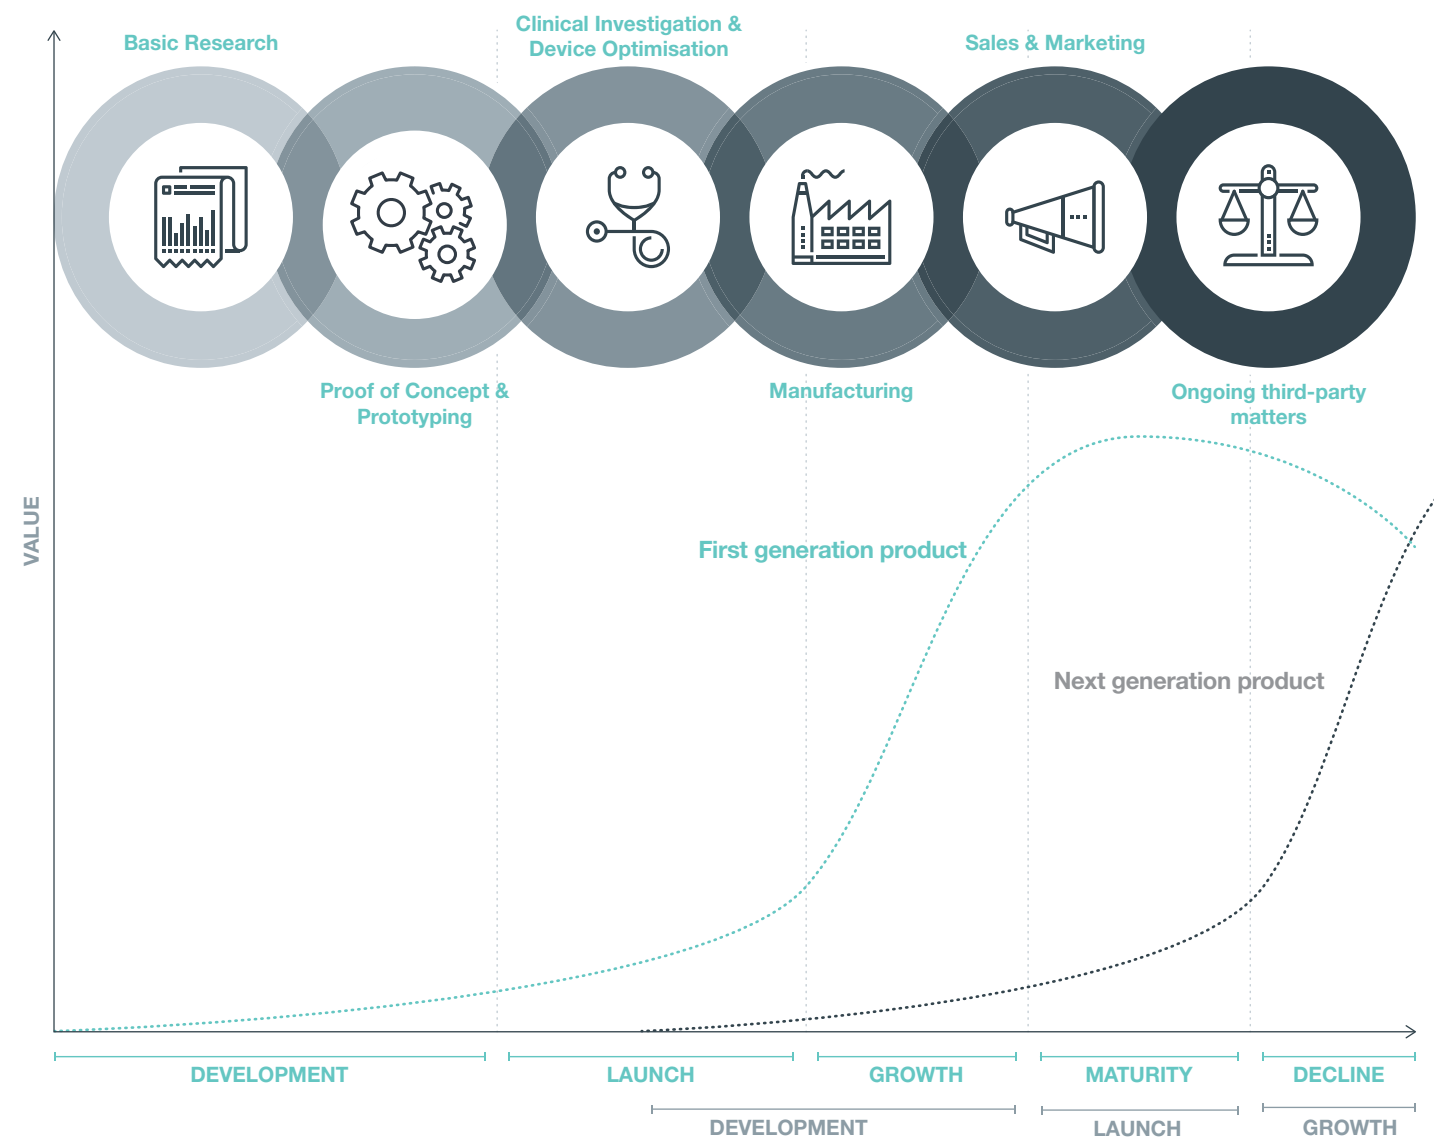 Basic Research
Clinical Investigation &
Device Optimisation
Sales & Marketing
Proof of Concept &
Prototyping
Manufacturing
Ongoing third-party
matters
VALUE
First generation product
Next generation product
DEVELOPMENT
LAUNCH
GROWTH
MATURITY
DECLINE
DEVELOPMENT
LAUNCH
GROWTH